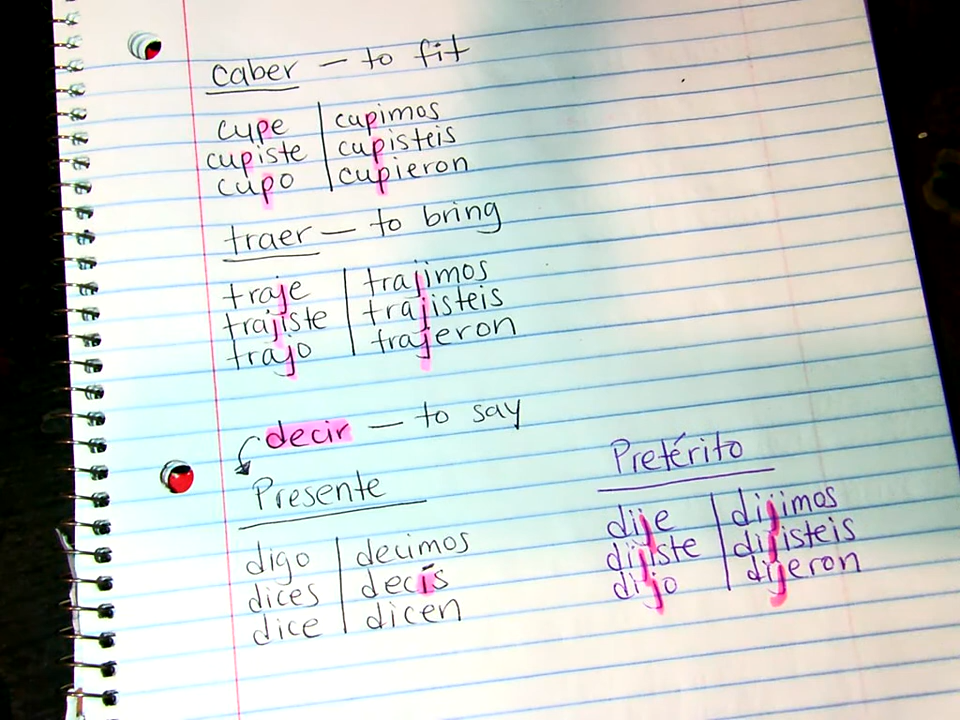 caber — to fit
cupe | cupimos
cupiste | cupisteis
cupo | cupieron
traer — to bring
traje | trajimos
trajiste | trajisteis
trajo | trajeron
decir — to say
Presente
digo | decimos
dices | decís
dice | dicen
Pretérito
dije | dijimos
dijiste | dijisteis
dijo | dijeron